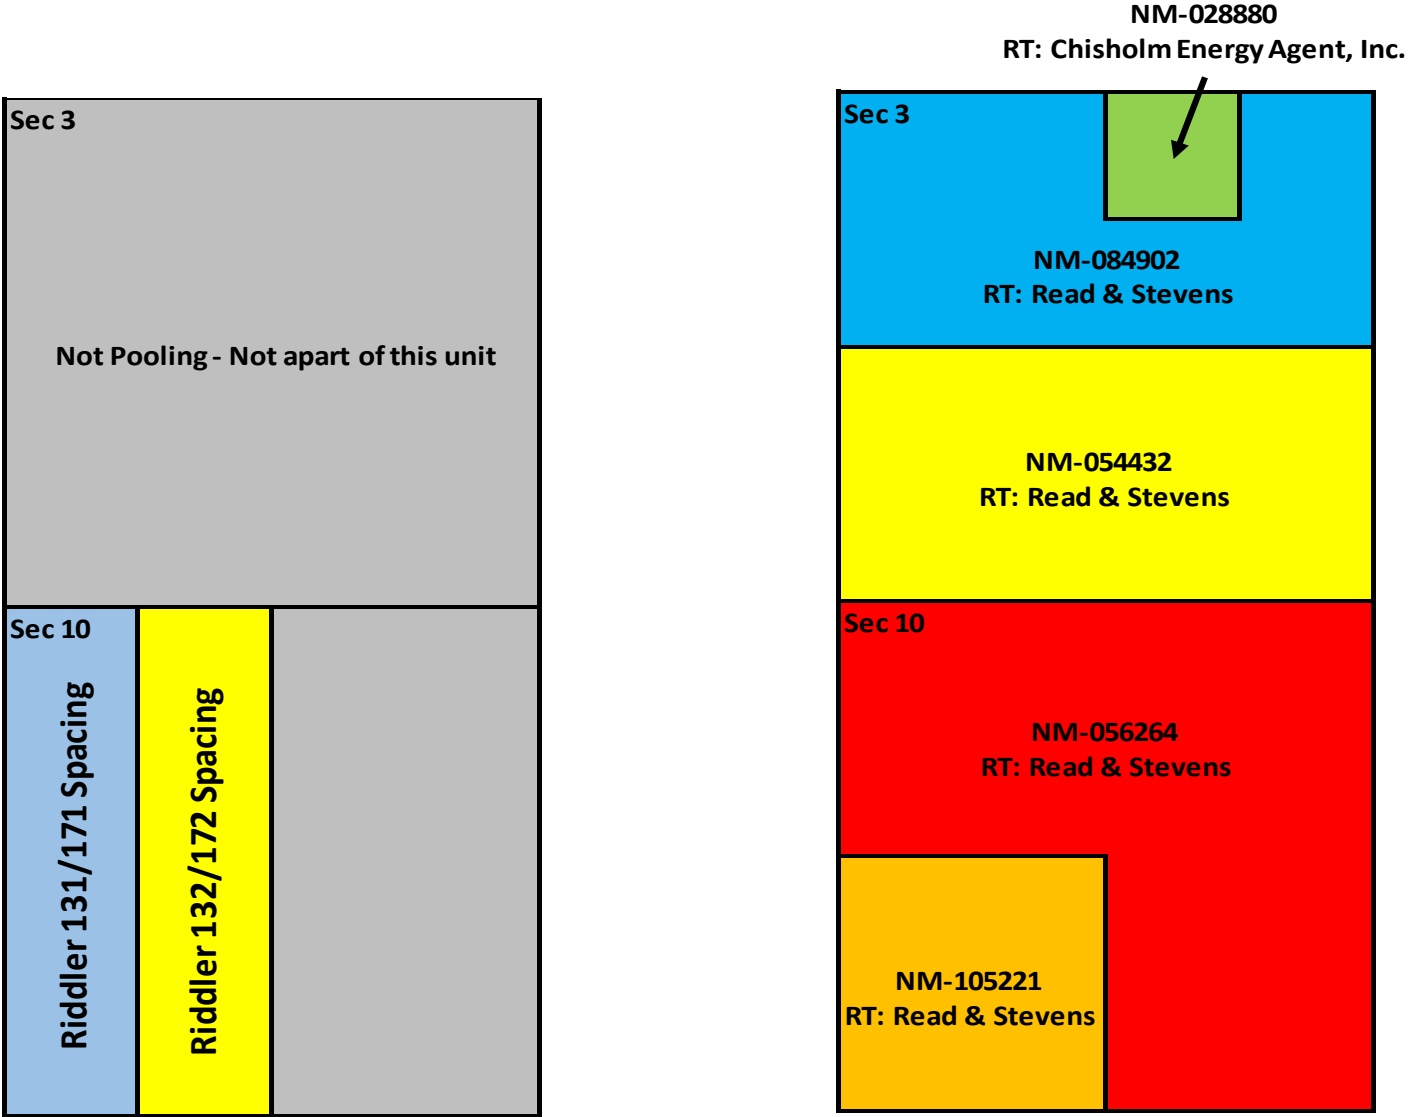 NM-028880
RT: Chisholm Energy Agent, Inc.
Sec 3
Not Pooling - Not apart of this unit
Sec 10
Riddler 131/171 Spacing
Riddler 132/172 Spacing
Sec 3
NM-084902
RT: Read & Stevens
NM-054432
RT: Read & Stevens
Sec 10
NM-056264
RT: Read & Stevens
NM-105221
RT: Read & Stevens